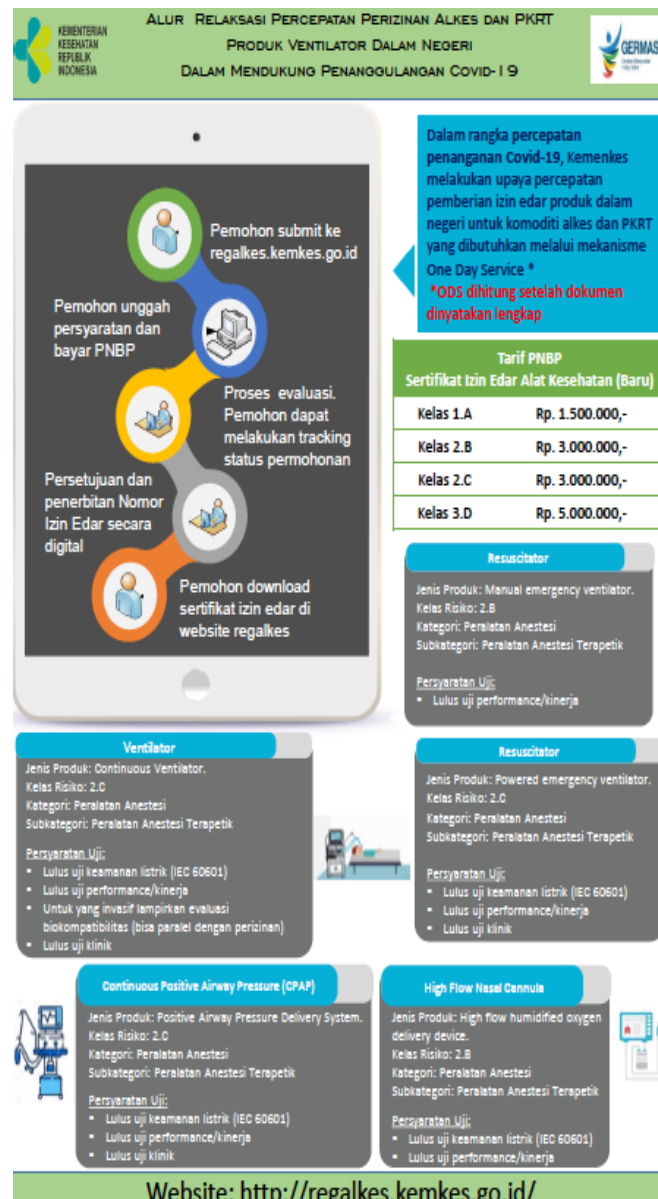 KEMENTERIAN
KESEHATAN
REPUBLIK
INDONESIA
ALUR RELAKSASI PERCEPATAN PERIZINAN ALKES DAN PKRT
PRODUK VENTILATOR DALAM NEGERI
DALAM MENDUKUNG PENANGGULANGAN COVID-19
GERMAS
Pemohon submit ke
regalkes.kemkes.go.id
Pemohon unggah
persyaratan dan
bayar PNBP
Proses evaluasi.
Pemohon dapat
melakukan tracking
status permohonan
Persetujuan dan
penerbitan Nomor
Izin Edar secara
digital
Pemohon download
sertifikat izin edar di
website regalkes
Dalam rangka percepatan
penanganan Covid-19, Kemenkes
melakukan upaya percepatan
pemberian izin edar produk dalam
negeri untuk komoditi alkes dan PKRT
yang dibutuhkan melalui mekanisme
One Day Service *
*ODS dihitung setelah dokumen
dinyatakan lengkap
Tarif PNBP
Sertifikat Izin Edar Alat Kesehatan (Baru)
Kelas 1.A Rp. 1.500.000,-
Kelas 2.B Rp. 3.000.000,-
Kelas 2.C Rp. 3.000.000,-
Kelas 3.D Rp. 5.000.000,-
Resuscitator
Jenis Produk: Manual emergency ventilator.
Kelas Risiko: 2.B
Kategori: Peralatan Anestesi
Subkategori: Peralatan Anestesi Terapetik
Persyaratan Uji:
▪ Lulus uji performance/kinerja
Ventilator
Jenis Produk: Continuous Ventilator.
Kelas Risiko: 2.C
Kategori: Peralatan Anestesi
Subkategori: Peralatan Anestesi Terapetik
Persyaratan Uji:
▪ Lulus uji keamanan listrik (IEC 60601)
▪ Lulus uji performance/kinerja
▪ Untuk yang invasif lampirkan evaluasi
biokompatibilitas (bisa paralel dengan perizinan)
▪ Lulus uji klinik
Resuscitator
Jenis Produk: Powered emergency ventilator.
Kelas Risiko: 2.C
Kategori: Peralatan Anestesi
Subkategori: Peralatan Anestesi Terapetik
Persyaratan Uji:
▪ Lulus uji keamanan listrik (IEC 60601)
▪ Lulus uji performance/kinerja
▪ Lulus uji klinik
Continuous Positive Airway Pressure (CPAP)
Jenis Produk: Positive Airway Pressure Delivery System.
Kelas Risiko: 2.C
Kategori: Peralatan Anestesi
Subkategori: Peralatan Anestesi Terapetik
Persyaratan Uji:
▪ Lulus uji keamanan listrik (IEC 60601)
▪ Lulus uji performance/kinerja
▪ Lulus uji klinik
High Flow Nasal Cannula
Jenis Produk: High flow humidified oxygen
delivery device.
Kelas Risiko: 2.B
Kategori: Peralatan Anestesi
Subkategori: Peralatan Anestesi Terapetik
Persyaratan Uji:
▪ Lulus uji keamanan listrik (IEC 60601)
▪ Lulus uji performance/kinerja
Website: http://regalkes.kemkes.go.id/